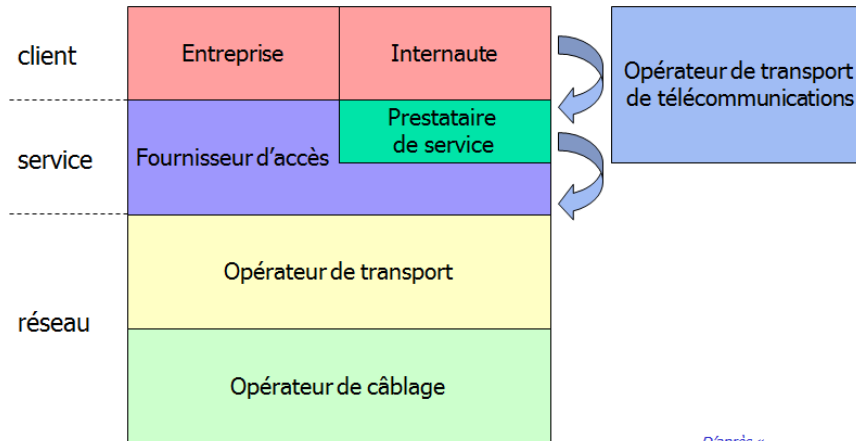 client
Entreprise
Internaute
Opérateur de transport
de télécommunications
service
Fournisseur d'accès
Prestataire
de service
réseau
Opérateur de transport
Opérateur de câblage
D'après «